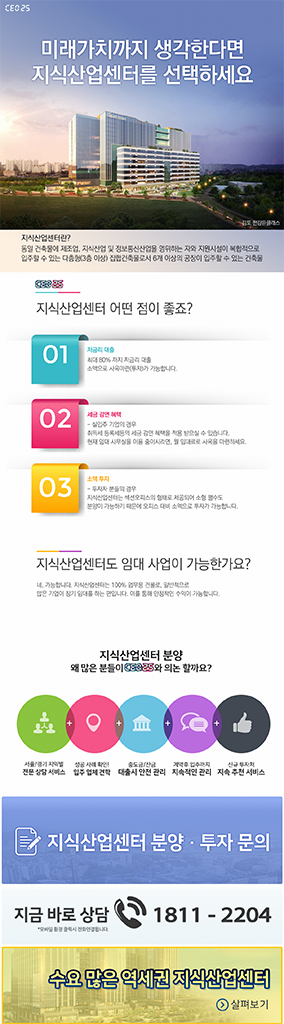 CEO 25
미래가치까지 생각한다면
지식산업센터를 선택하세요
김포 한강듀클래스
지식산업센터란?
동일 건축물에 제조업, 지식산업 및 정보통신산업을 영위하는 자와 지원시설이 복합적으로
입주할 수 있는 다층형(3층 이상) 집합건축물로서 6개 이상의 공장이 입주할 수 있는 건축물
CEO 25
지식산업센터 어떤 점이 좋죠?
01
저금리 대출
최대 80% 까지 저금리 대출
소액으로 사옥마련(투자)가 가능합니다.
02
세금 감면 혜택
- 실입주 기업의 경우
취득세 등록세등의 세금 감면 혜택을 적용 받으실 수 있습니다.
현재 임대 사무실을 이용 중이시라면, 월 임대료로 사옥을 마련하세요.
03
소액 투자
- 투자자 분들의 경우
지식산업센터는 섹션오피스의 형태로 제공되어 소형 평수도
분양이 가능하기 때문에 오피스 대비 소액으로 투자가 가능합니다.
지식산업센터도 임대 사업이 가능한가요?
네, 가능합니다. 지식산업센터는 100% 업무용 건물로, 일반적으로
많은 기업이 장기 임대를 하는 편입니다. 이를 통해 안정적인 수익이 가능합니다.
지식산업센터 분양
왜 많은 분들이 CEO 25와 의논 할까요?
서울/경기 지역별
전문 상담 서비스
성공 사례 확인!
입주 업체 견학
중도금/잔금
대출시 안전 관리
계약후 입주까지
지속적인 관리
신규 투자처
지속 추천 서비스
지식산업센터 분양 · 투자 문의
지금 바로 상담
*모바일 환경 클릭시 전화연결됩니다.
1811 - 2204
수요 많은 역세권 지식산업센터
살펴보기